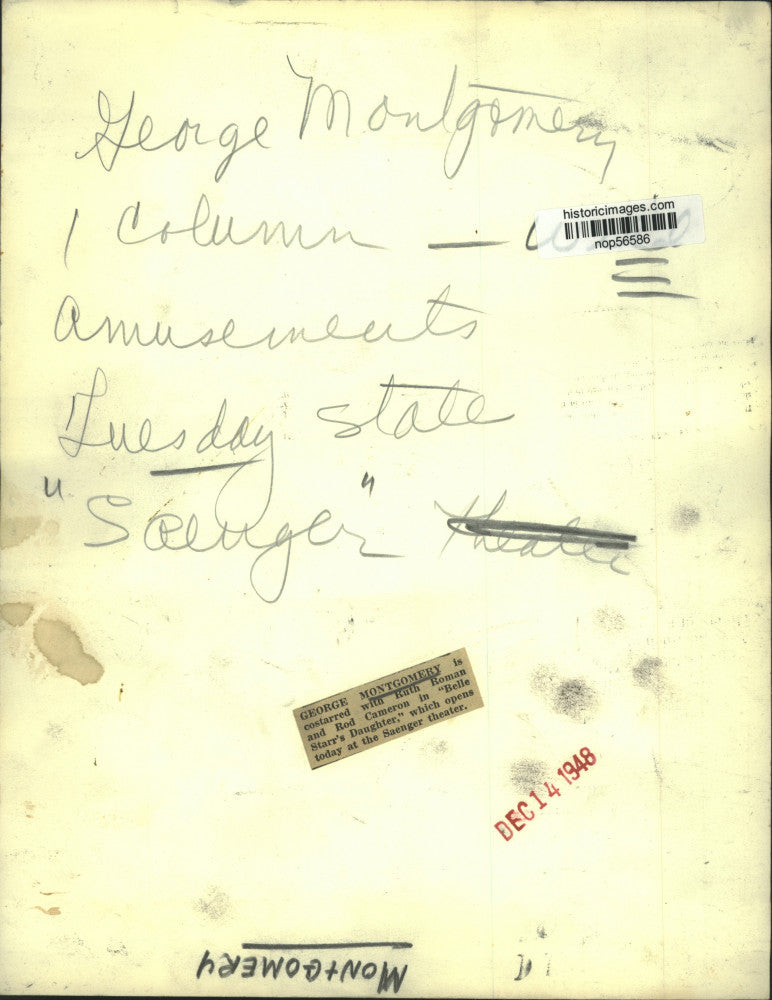 George Montgomery
1 Column —
historicimages.com
nop56586
Amusements
Tuesday State
"Saenger" theatre
GEORGE MONTGOMERY is
costarred with Ruth Roman
and Rod Cameron in "Belle
Starr's Daughter," which opens
today at the Saenger theater.
DEC 14 1948
MONTGOMERY